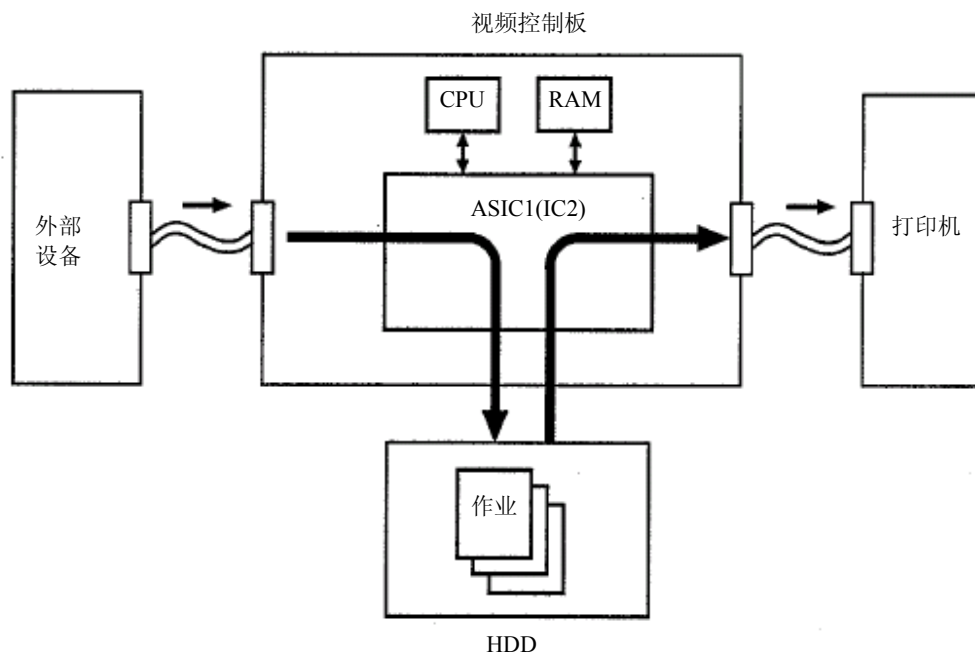 视频控制板
CPU
RAM
ASIC1(IC2)
外部
设备
打印机
作业
HDD